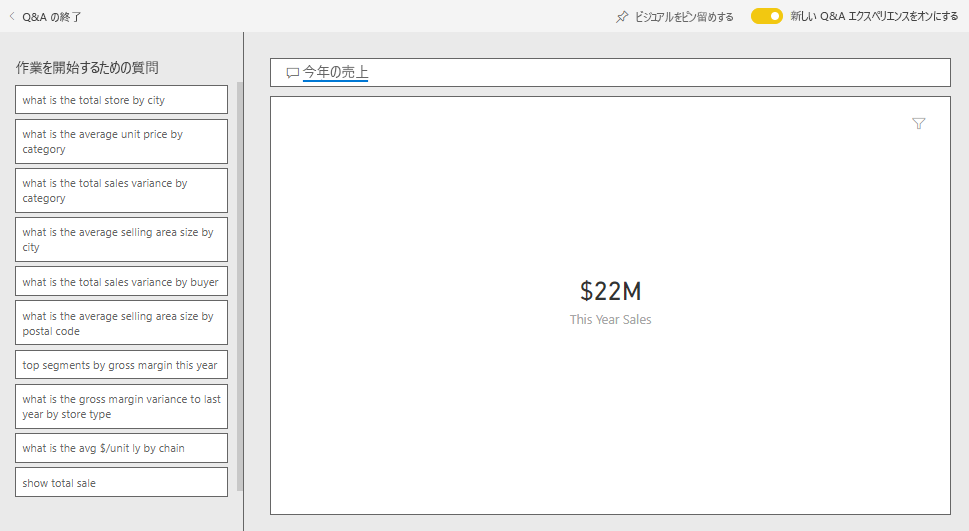 Q&A の終了
ビジュアルをピン留めする
新しい Q&A エクスペリエンスをオンにする
作業を開始するための質問
what is the total store by city
what is the average unit price by
category
what is the total sales variance by
category
what is the average selling area size by
city
what is the total sales variance by buyer
what is the average selling area size by
postal code
top segments by gross margin this year
what is the gross margin variance to last
year by store type
what is the avg $/unit ly by chain
show total sale
今年の売上
$22M
This Year Sales